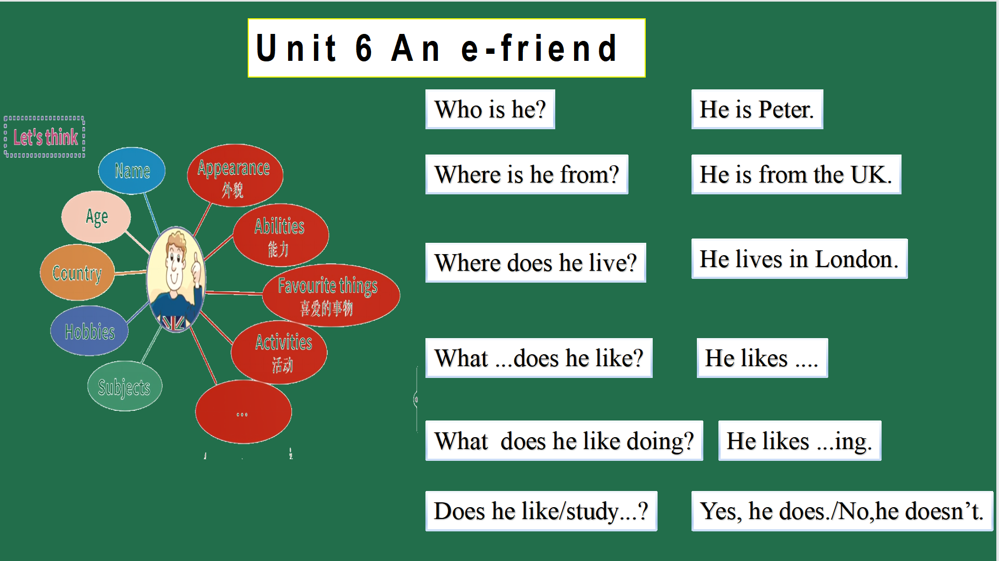 Unit 6 An e-friend
Let's think
Name
Appearance
外貌
Age
Abilities
能力
Country
Favourite things
喜爱的事物
Hobbies
Activities
活动
Subjects
...
Who is he?
He is Peter.
Where is he from?
He is from the UK.
Where does he live?
He lives in London.
What ...does he like?
He likes ....
What  does he like doing?
He likes ...ing.
Does he like/study...?
Yes, he does./No,he doesn’t.